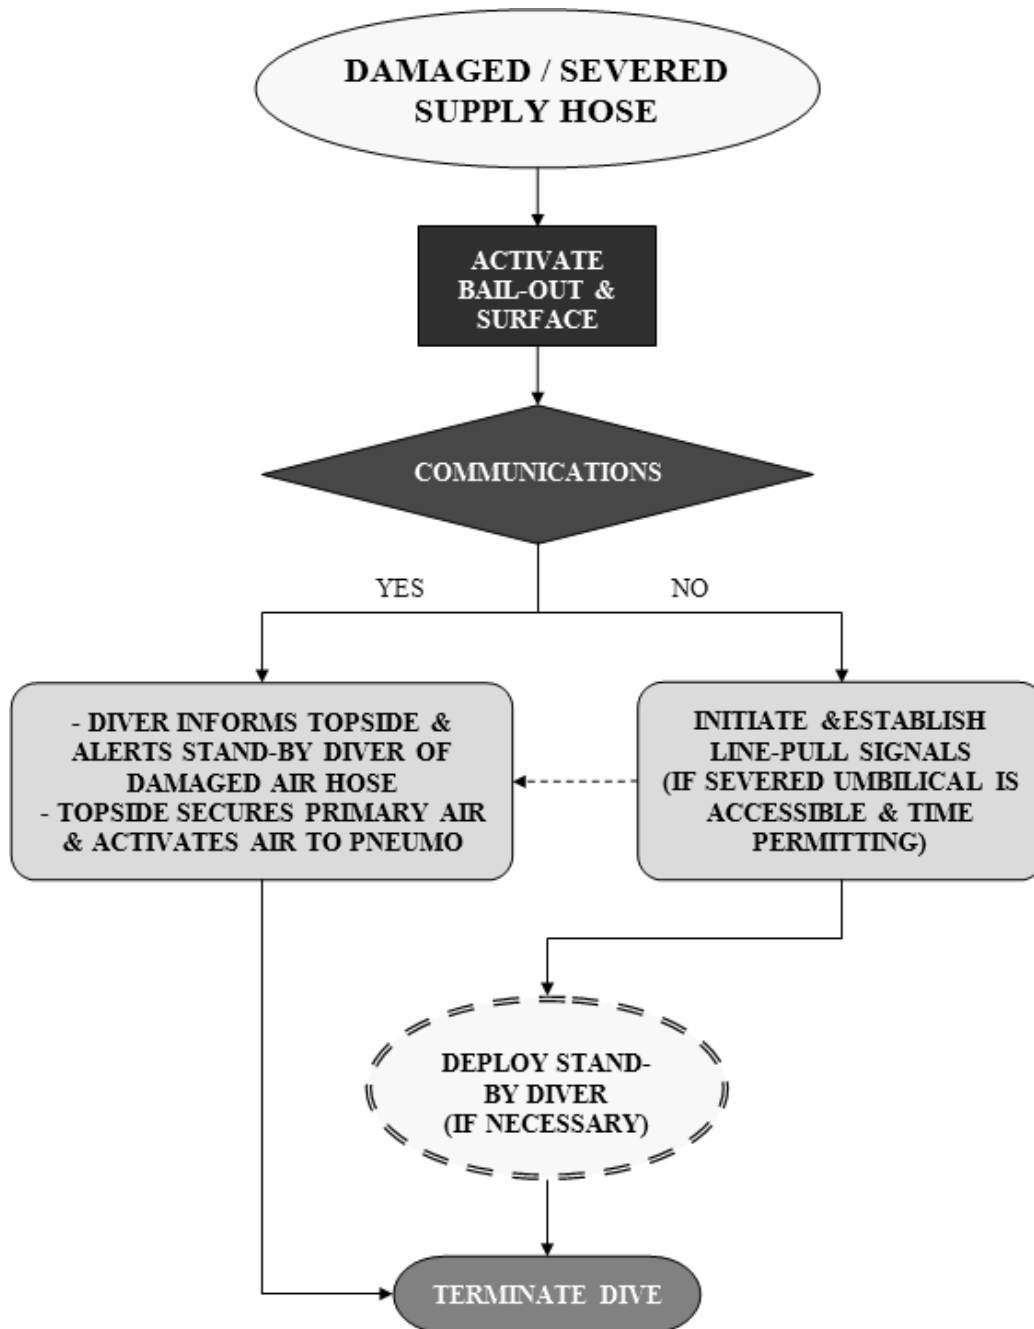 DAMAGED / SEVERED
SUPPLY HOSE
ACTIVATE
BAIL-OUT &
SURFACE
COMMUNICATIONS
YES
NO
- DIVER INFORMS TOPSIDE &
ALERTS STAND-BY DIVER OF
DAMAGED AIR HOSE
- TOPSIDE SECURES PRIMARY AIR
& ACTIVATES AIR TO PNEUMO
INITIATE &ESTABLISH
LINE-PULL SIGNALS
(IF SEVERED UMBILICAL IS
ACCESSIBLE & TIME
PERMITTING)
DEPLOY STAND-
BY DIVER
(IF NECESSARY)
TERMINATE DIVE